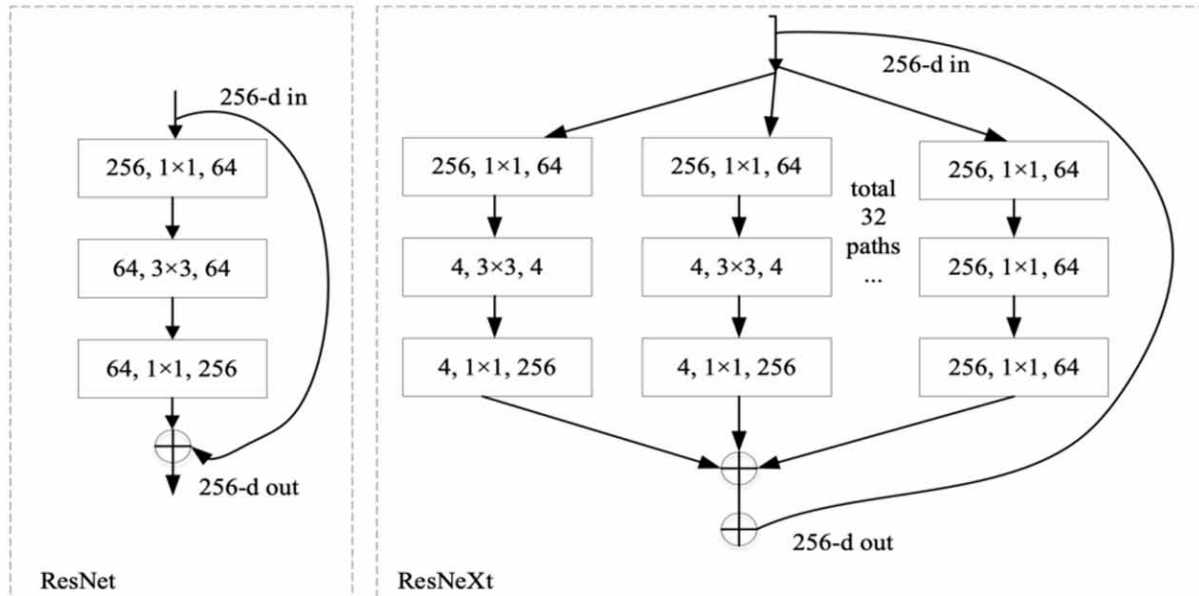 256-d in
256, 1×1, 64
64, 3×3, 64
64, 1×1, 256
256-d out
ResNet
256-d in
256, 1×1, 64
256, 1×1, 64
256, 1×1, 64
total
32
paths
...
4, 3×3, 4
4, 3×3, 4
256, 1×1, 64
4, 1×1, 256
4, 1×1, 256
256, 1×1, 64
256-d out
ResNeXt